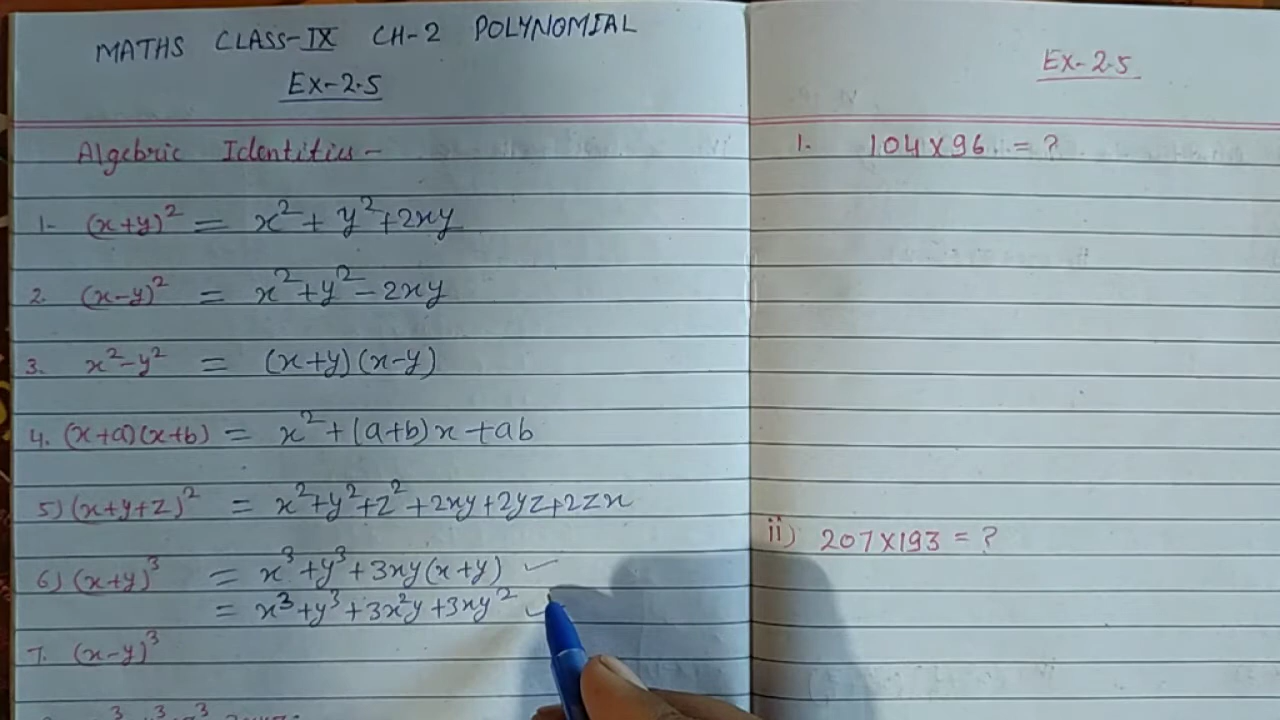 MATHS CLASS-IX CH-2 POLYNOMIAL
Ex-2.5
Algebric Identities-
1- (x+y)² = x²+ y²+2xy
2. (x-y)² = x²+y²-2xy
3. x²-y² = (x+y)(x-y)
4. (x+a)(x+b) = x²+(a+b)x+ab
5) (x+y+z)² = x²+y²+z²+2xy+2yz+2zx
6) (x+y)³ = x³+y³+3xy(x+y) ✓
= x³+y³+3x²y+3xy² ✓
7. (x-y)³
Ex-2.5
1. 104×96 = ?
ii) 207×193 = ?